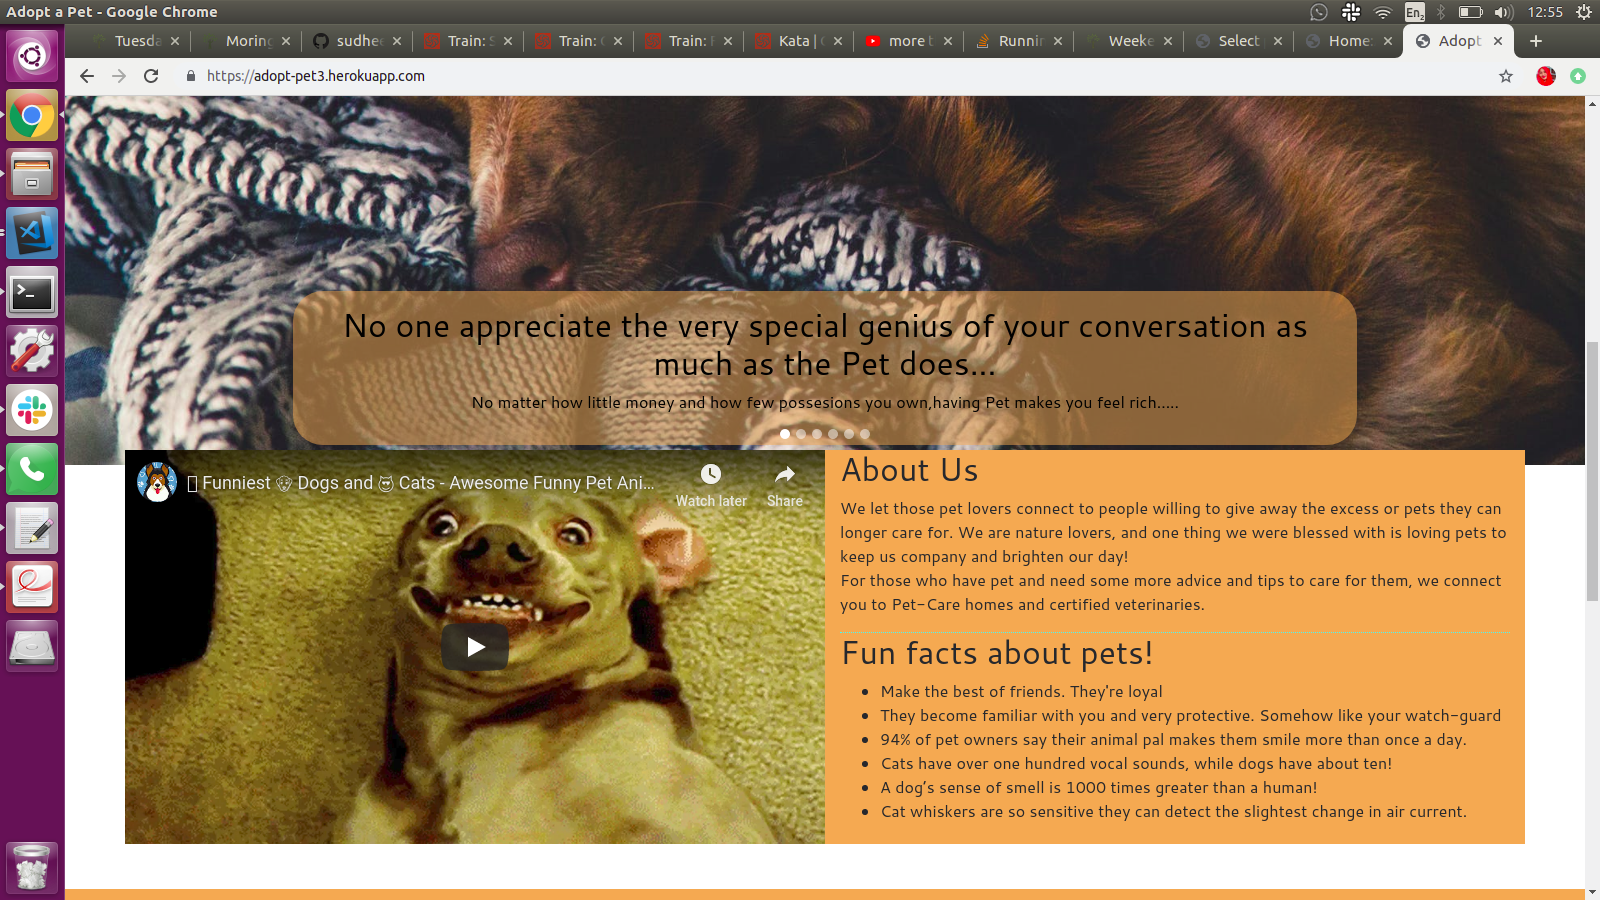 Adopt a Pet - Google Chrome
En2
12:55
Tuesda
Moring
sudhee
Train: S
Train: 
Train: 
Kata | 
more t
Runnin
Weeke
Select
Home:
Adopt
https://adopt-pet3.herokuapp.com
No one appreciate the very special genius of your conversation as
much as the Pet does...
No matter how little money and how few possesions you own,having Pet makes you feel rich.....
Funniest 🐶 Dogs and 😻 Cats - Awesome Funny Pet Ani...
Watch later
Share
About Us
We let those pet lovers connect to people willing to give away the excess or pets they can
longer care for. We are nature lovers, and one thing we were blessed with is loving pets to
keep us company and brighten our day!
For those who have pet and need some more advice and tips to care for them, we connect
you to Pet-Care homes and certified veterinaries.
Fun facts about pets!
Make the best of friends. They're loyal
They become familiar with you and very protective. Somehow like your watch-guard
94% of pet owners say their animal pal makes them smile more than once a day.
Cats have over one hundred vocal sounds, while dogs have about ten!
A dog's sense of smell is 1000 times greater than a human!
Cat whiskers are so sensitive they can detect the slightest change in air current.